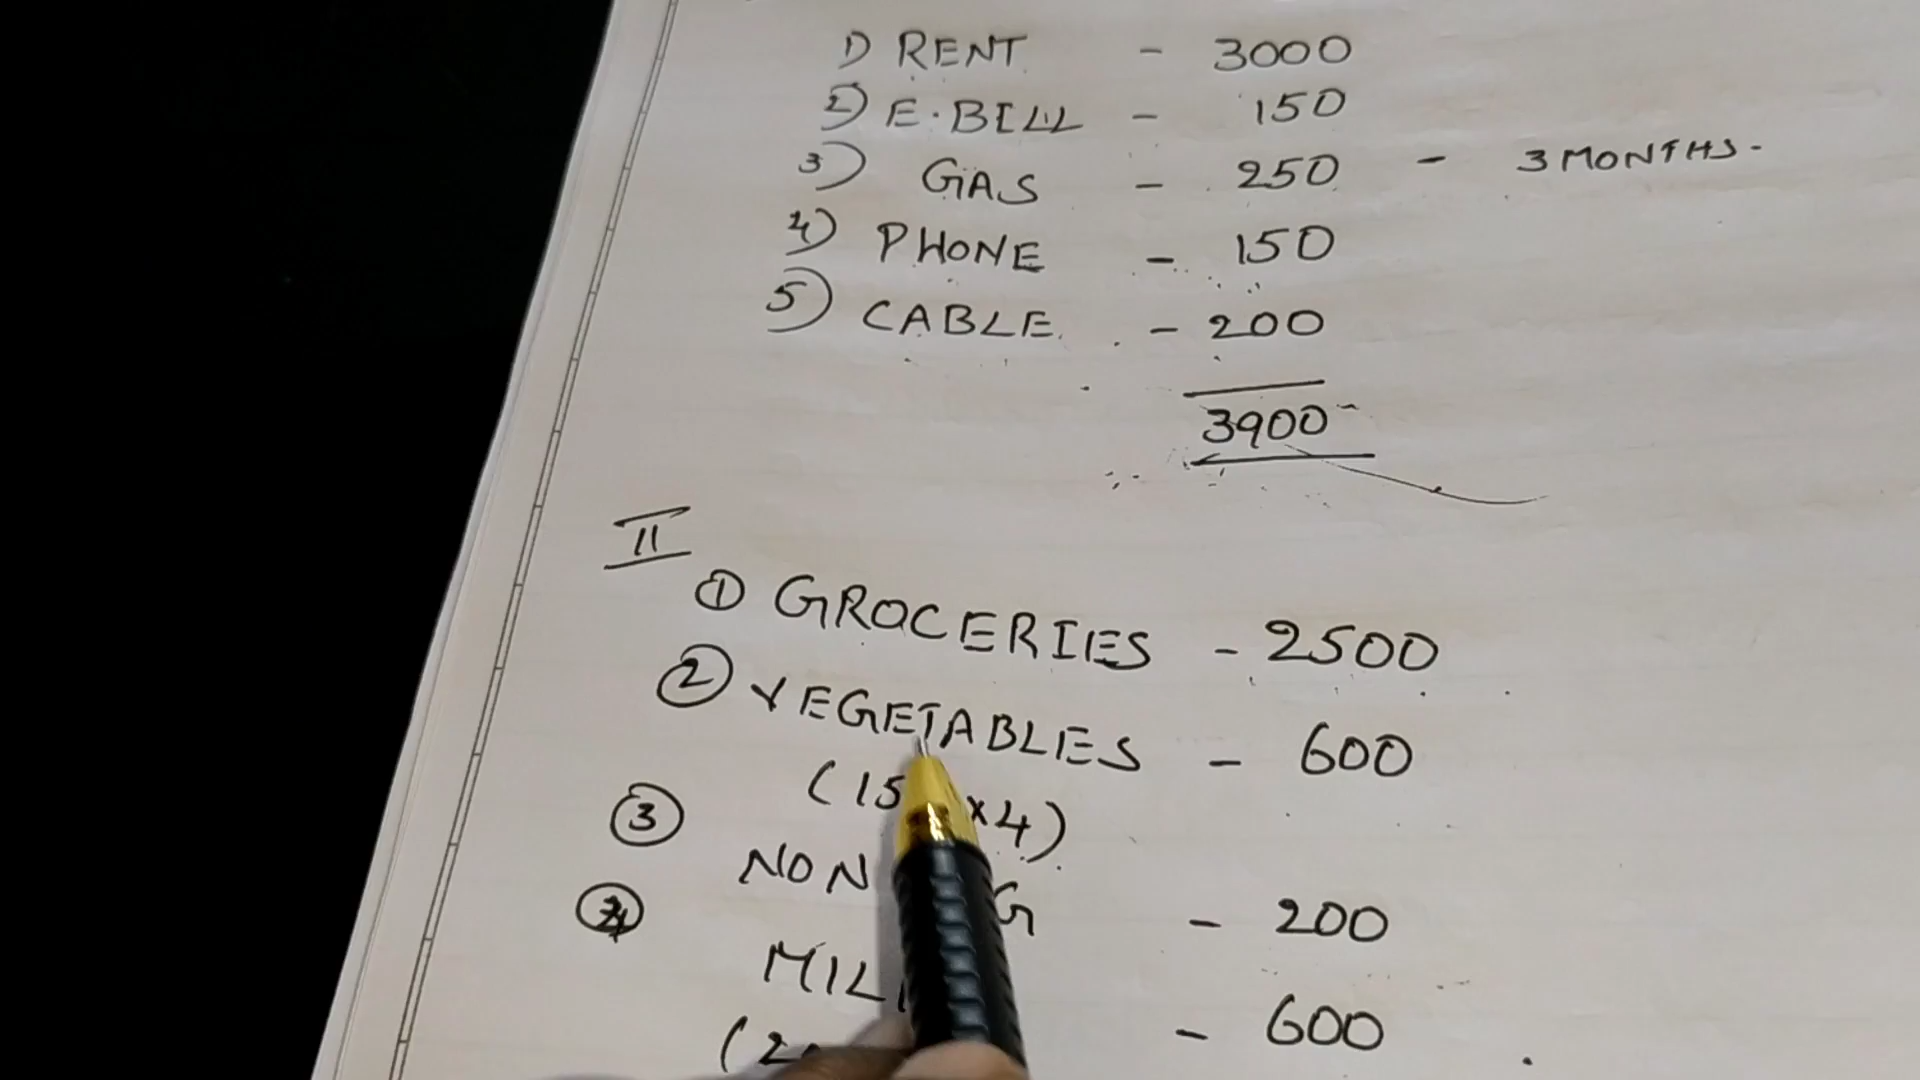 1) RENT - 3000
2) E.BILL - 150
3) GAS - 250 - 3 MONTHS.
4) PHONE - 150
5) CABLE - 200
3900
II
① GROCERIES - 2500
② VEGETABLES - 600
③
NON - 200
④
- 600